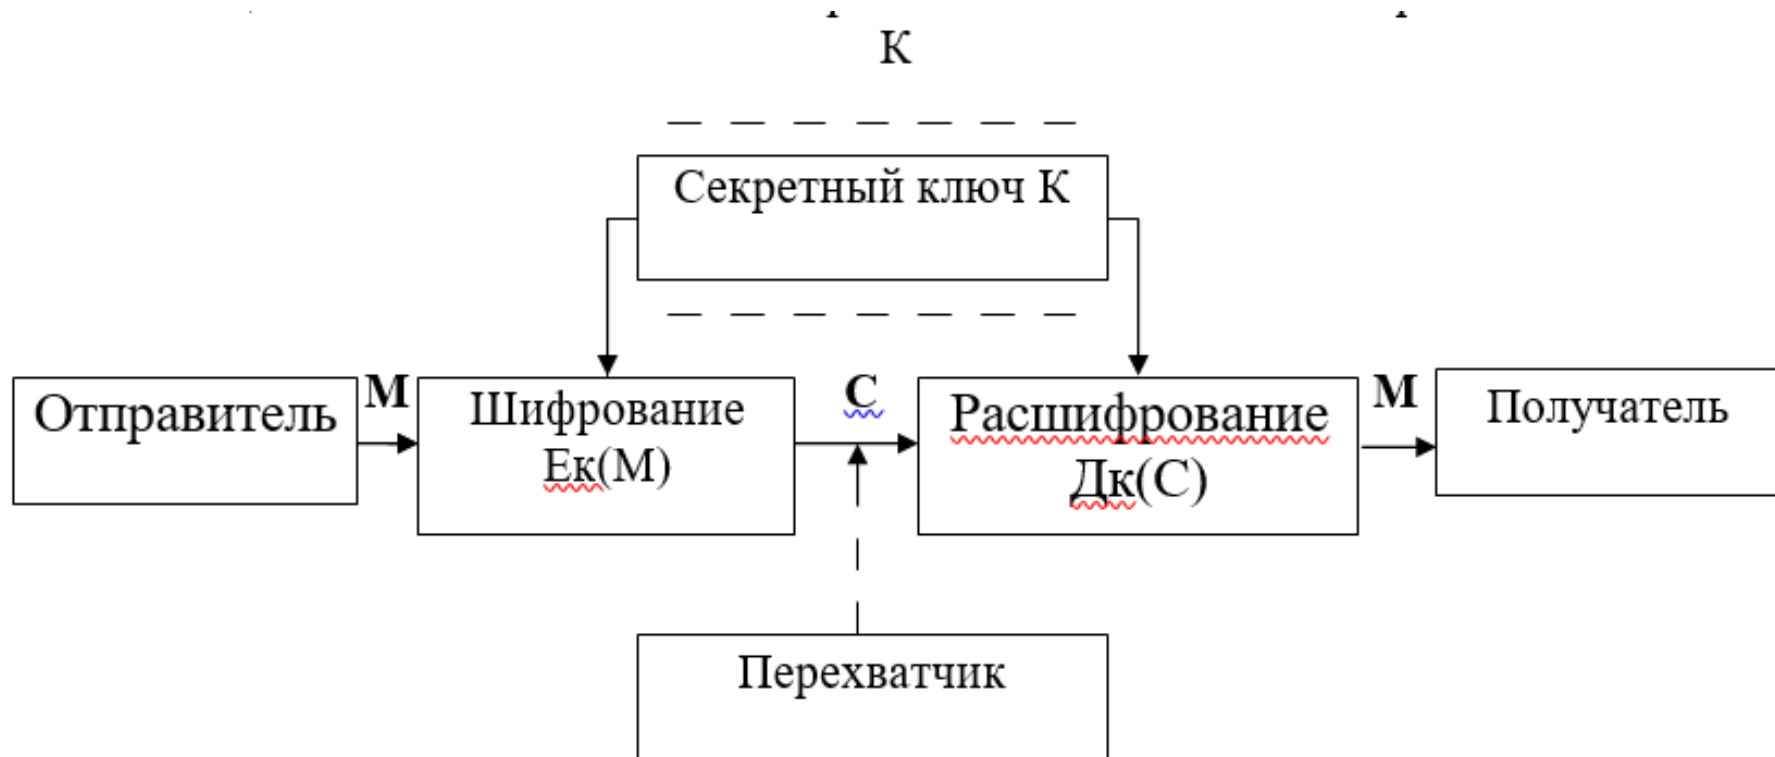 К
Секретный ключ К
Отправитель
М
Шифрование
Ек(М)
С
Расшифрование
Дк(С)
М
Получатель
Перехватчик